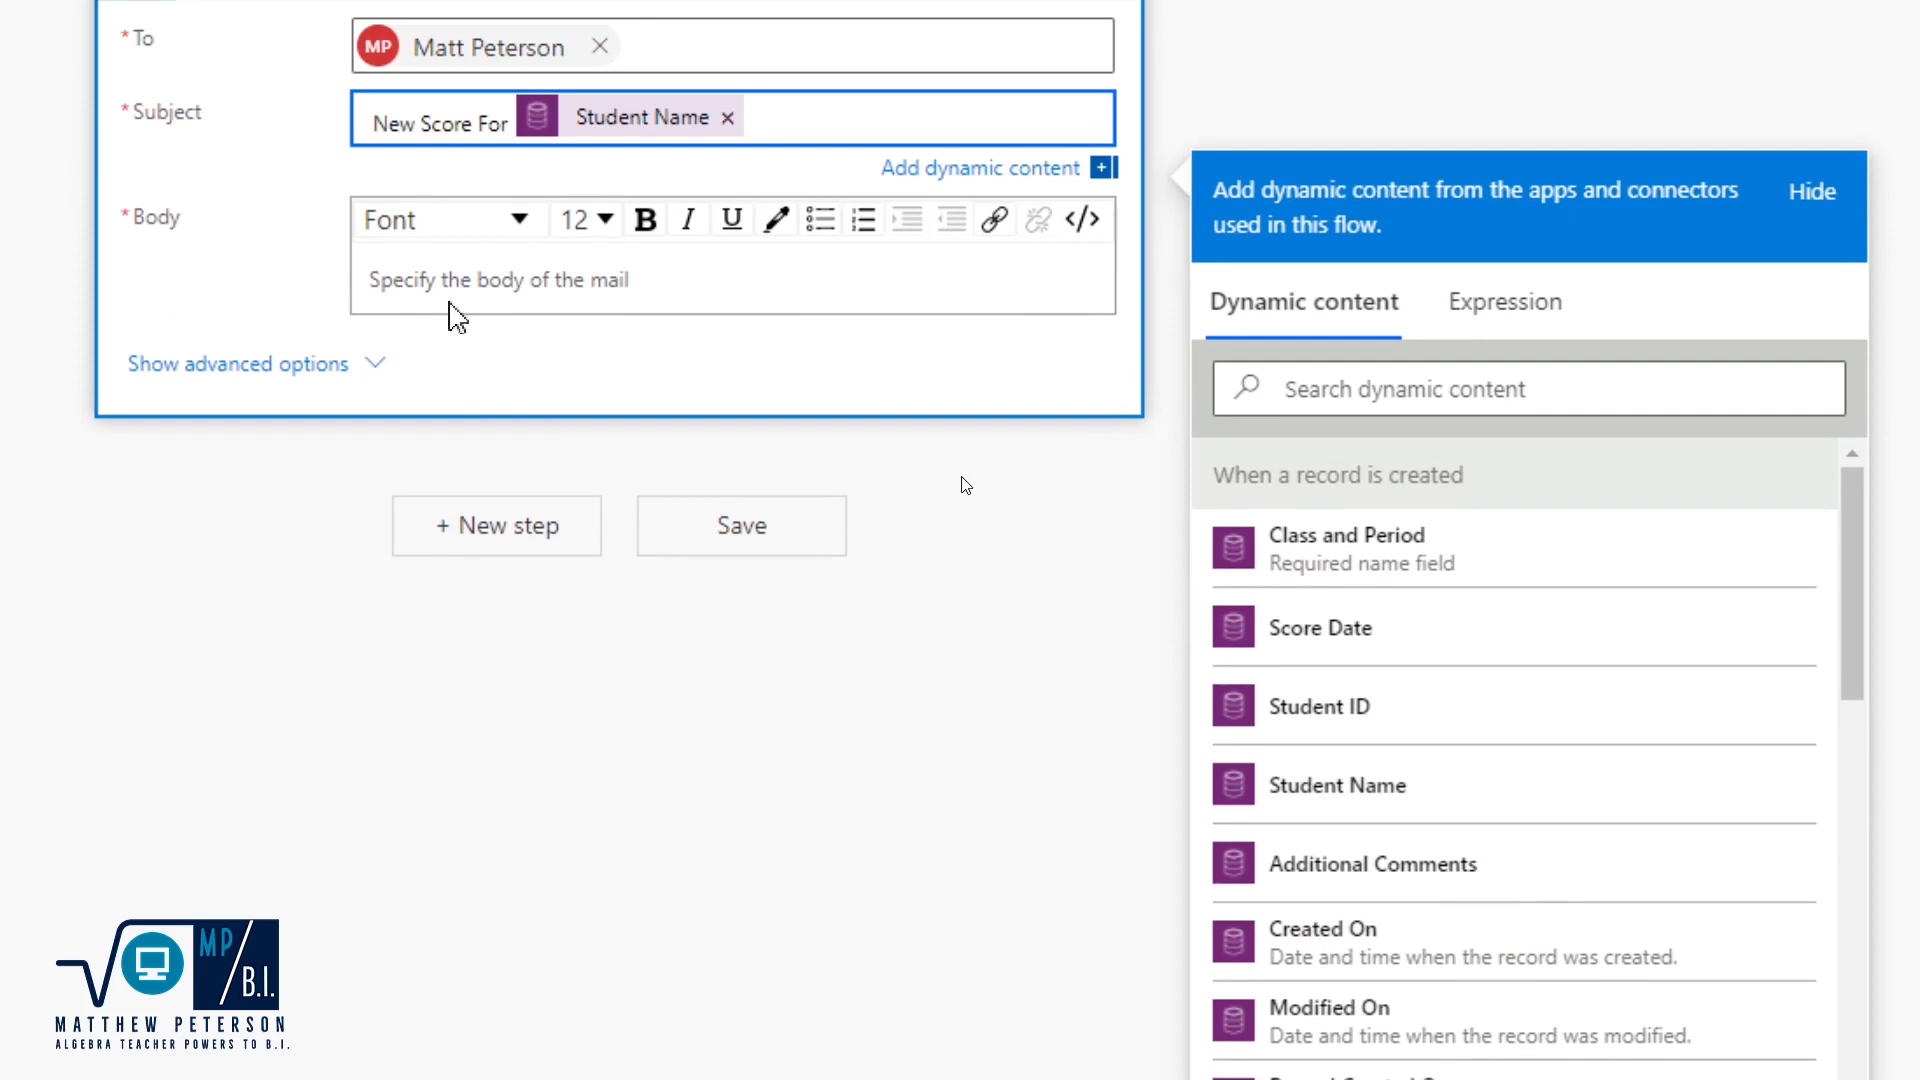 * To
MP Matt Peterson
* Subject
New Score For Student Name
Add dynamic content
* Body
Font 12 B I U </>
Specify the body of the mail
Show advanced options
+ New step
Save
Add dynamic content from the apps and connectors
used in this flow.
Hide
Dynamic content Expression
Search dynamic content
When a record is created
Class and Period
Required name field
Score Date
Student ID
Student Name
Additional Comments
Created On
Date and time when the record was created.
Modified On
Date and time when the record was modified.
MP
B.I.
MATTHEW PETERSON
ALGEBRA TEACHER POWERS TO B.I.